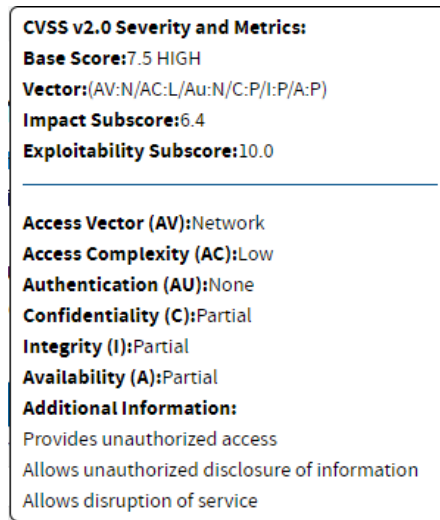 CVSS v2.0 Severity and Metrics:
Base Score:7.5 HIGH
Vector:(AV:N/AC:L/Au:N/C:P/I:P/A:P)
Impact Subscore:6.4
Exploitability Subscore:10.0
Access Vector (AV):Network
Access Complexity (AC):Low
Authentication (AU):None
Confidentiality (C):Partial
Integrity (I):Partial
Availability (A):Partial
Additional Information:
Provides unauthorized access
Allows unauthorized disclosure of information
Allows disruption of service